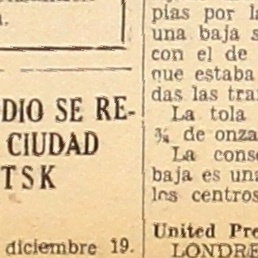 a.
DIO SE RE-
CIUDAD
TSK
diciembre 19.
pias por la
una baja s
con el de
que estaba
das las tra
La tola
¾ de onza
La conse
baja es una
los centros
United Pre
LONDRE